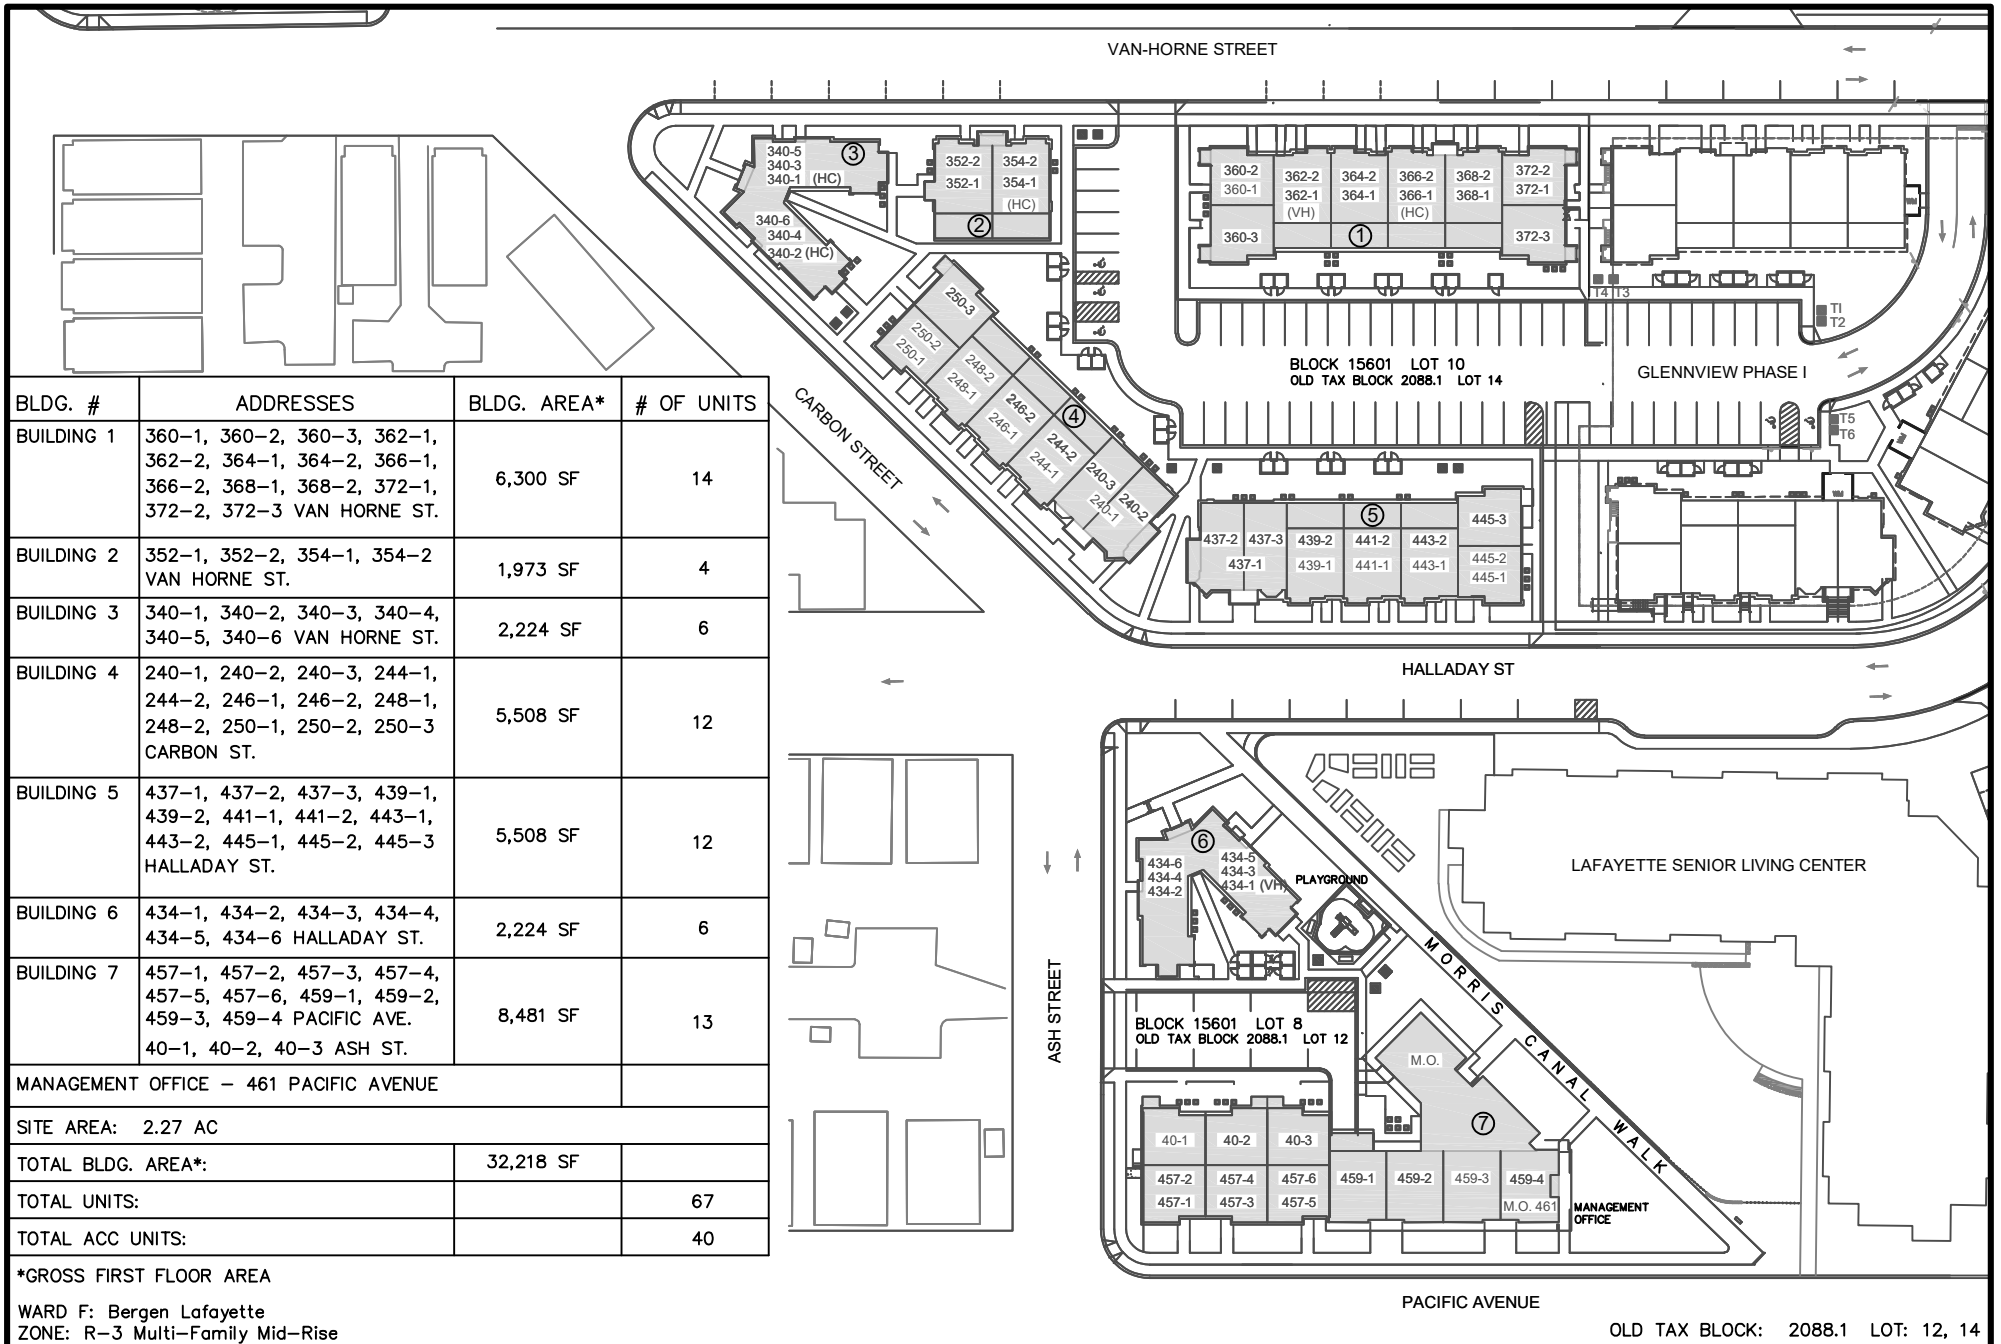 VAN-HORNE STREET
340-5
340-3
340-1 (HC)
3
340-6
340-4
340-2 (HC)
352-2
352-1
354-2
354-1
(HC)
2
360-2
360-1
360-3
362-2
362-1
(VH)
364-2
364-1
366-2
366-1
(HC)
368-2
368-1
372-2
372-1
372-3
1
T4 T3
T1
T2
BLOCK 15601 LOT 10
OLD TAX BLOCK 2088.1 LOT 14
GLENNVIEW PHASE I
T5
T6
CARBON STREET
250-3
250-2
250-1
248-2
248-1
246-2
246-1
244-2
244-1
240-3
240-1
240-2
4
437-2
437-3
437-1
439-2
439-1
441-2
441-1
443-2
443-1
445-3
445-2
445-1
5
HALLADAY ST
BLDG. # ADDRESSES BLDG. AREA* # OF UNITS
BUILDING 1 360-1, 360-2, 360-3, 362-1,
362-2, 364-1, 364-2, 366-1,
366-2, 368-1, 368-2, 372-1,
372-2, 372-3 VAN HORNE ST.
6,300 SF 14
BUILDING 2 352-1, 352-2, 354-1, 354-2
VAN HORNE ST.
1,973 SF 4
BUILDING 3 340-1, 340-2, 340-3, 340-4,
340-5, 340-6 VAN HORNE ST.
2,224 SF 6
BUILDING 4 240-1, 240-2, 240-3, 244-1,
244-2, 246-1, 246-2, 248-1,
248-2, 250-1, 250-2, 250-3
CARBON ST.
5,508 SF 12
BUILDING 5 437-1, 437-2, 437-3, 439-1,
439-2, 441-1, 441-2, 443-1,
443-2, 445-1, 445-2, 445-3
HALLADAY ST.
5,508 SF 12
BUILDING 6 434-1, 434-2, 434-3, 434-4,
434-5, 434-6 HALLADAY ST.
2,224 SF 6
BUILDING 7 457-1, 457-2, 457-3, 457-4,
457-5, 457-6, 459-1, 459-2,
459-3, 459-4 PACIFIC AVE.
40-1, 40-2, 40-3 ASH ST.
8,481 SF 13
MANAGEMENT OFFICE - 461 PACIFIC AVENUE
SITE AREA: 2.27 AC
TOTAL BLDG. AREA*: 32,218 SF
TOTAL UNITS: 67
TOTAL ACC UNITS: 40
*GROSS FIRST FLOOR AREA
WARD F: Bergen Lafayette
ZONE: R-3 Multi-Family Mid-Rise
6
434-6
434-4
434-2
434-5
434-3
434-1 (VH)
PLAYGROUND
LAFAYETTE SENIOR LIVING CENTER
MORRIS CANAL WALK
ASH STREET
BLOCK 15601 LOT 8
OLD TAX BLOCK 2088.1 LOT 12
M.O.
7
40-1
40-2
40-3
457-2
457-1
457-4
457-3
457-6
457-5
459-1
459-2
459-3
459-4
M.O. 461
MANAGEMENT
OFFICE
PACIFIC AVENUE
OLD TAX BLOCK: 2088.1 LOT: 12, 14